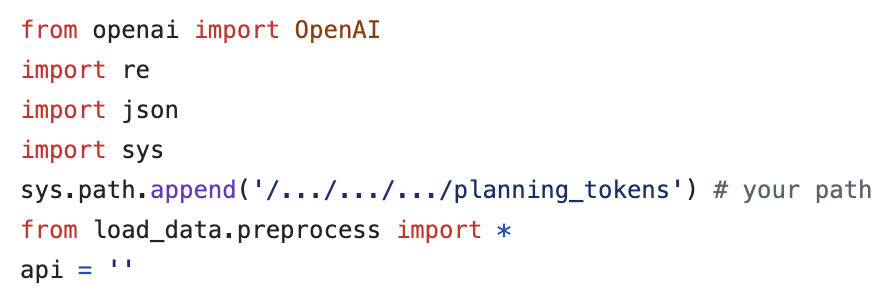 from openai import OpenAI
import re
import json
import sys
sys.path.append('/.../.../.../planning_tokens') # your path
from load_data.preprocess import *
api = ''